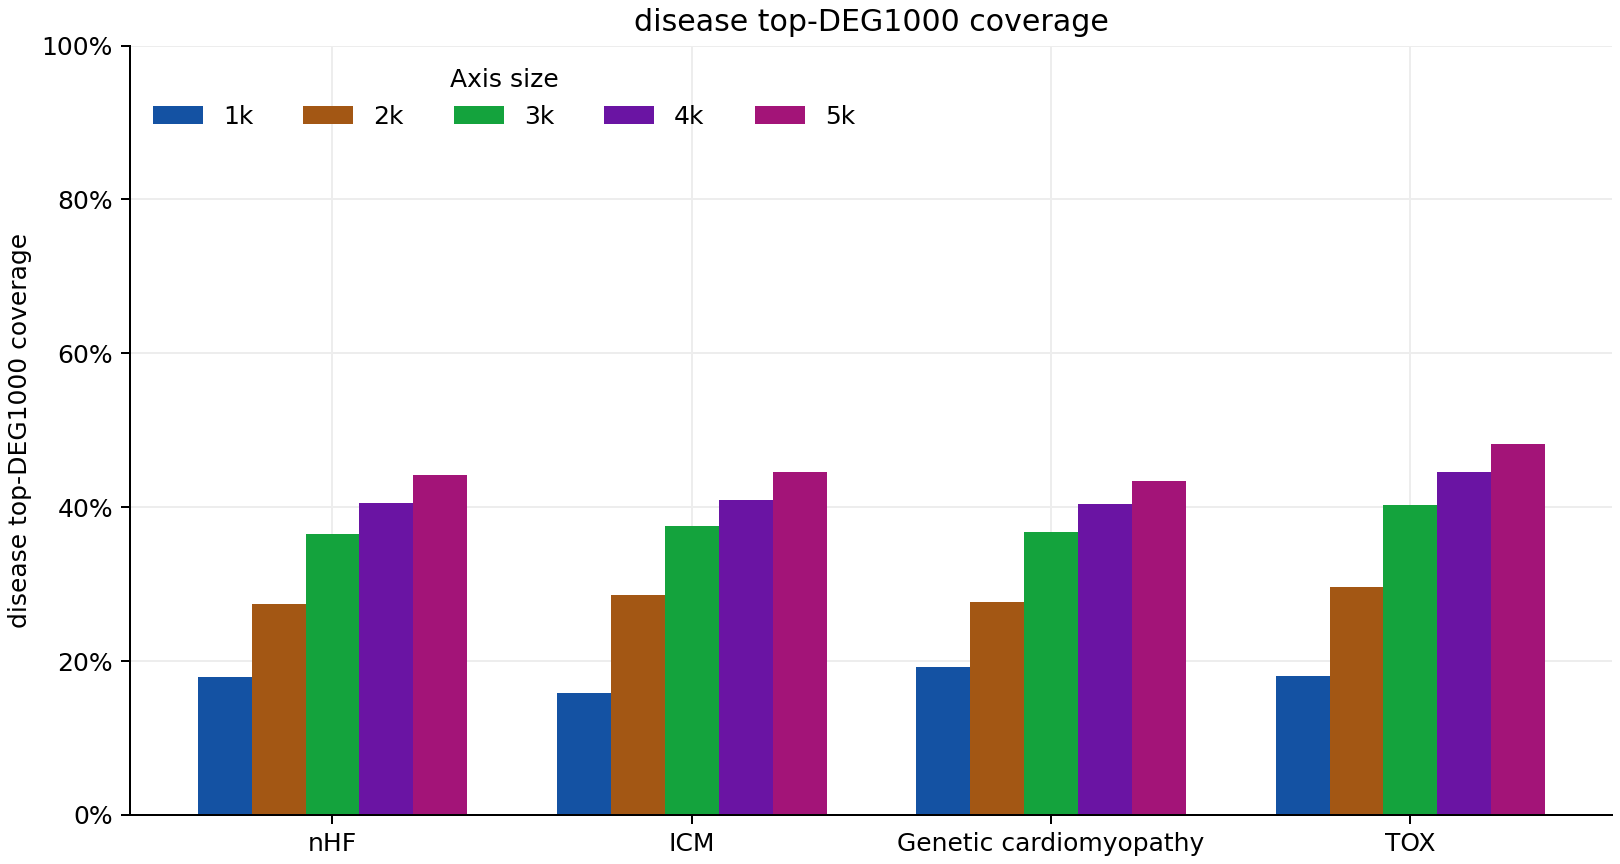 disease top-DEG1000 coverage
Axis size
1k 2k 3k 4k 5k
disease top-DEG1000 coverage
100%
80%
60%
40%
20%
0%
nHF ICM Genetic cardiomyopathy TOX